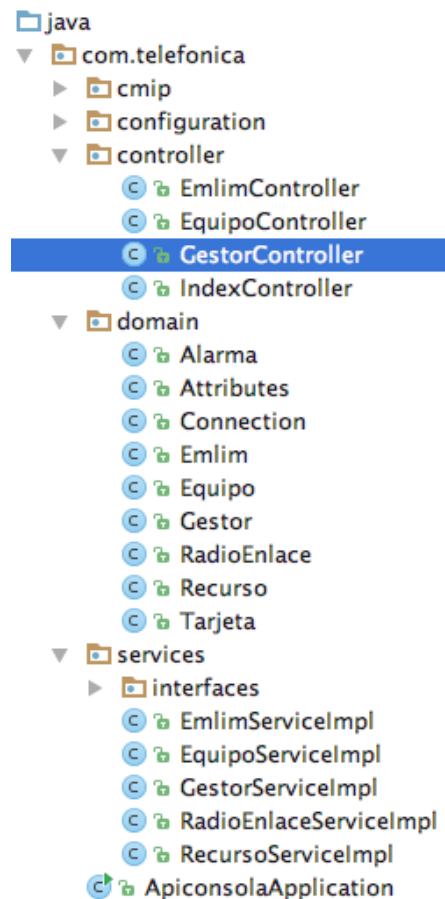 java
com.telefonica
cmip
configuration
controller
EmlimController
EquipoController
GestorController
IndexController
domain
Alarma
Attributes
Connection
Emlim
Equipo
Gestor
RadioEnlace
Recurso
Tarjeta
services
interfaces
EmlimServiceImpl
EquipoServiceImpl
GestorServiceImpl
RadioEnlaceServiceImpl
RecursoServiceImpl
ApiconsolaApplication